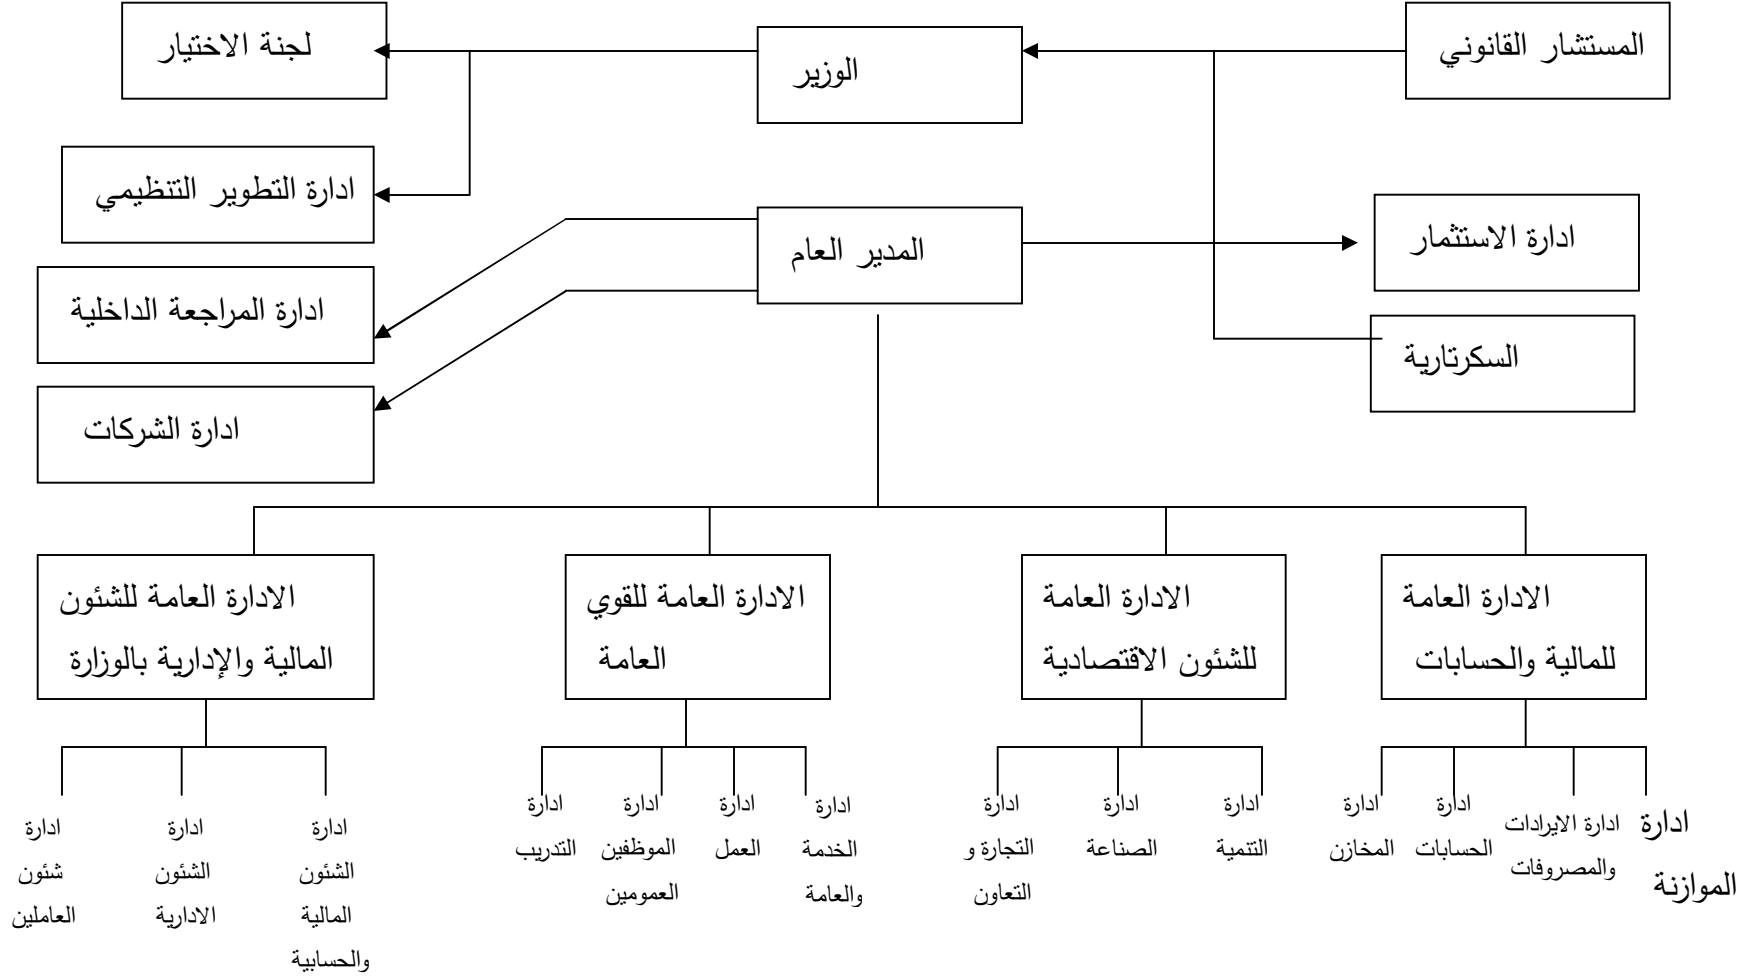 المستشار القانوني
الوزير
لجنة الاختيار
ادارة التطوير التنظيمي
ادارة الاستثمار
المدير العام
ادارة المراجعة الداخلية
السكرتارية
ادارة الشركات
الادارة العامة
للمالية والحسابات
الادارة العامة
للشئون الاقتصادية
الادارة العامة للقوي
العامة
الادارة العامة للشئون
المالية والإدارية بالوزارة
ادارة
الموازنة
ادارة الايرادات
والمصروفات
ادارة
الحسابات
ادارة
المخازن
ادارة
التنمية
ادارة
الصناعة
ادارة
التجارة و
التعاون
ادارة
الخدمة
والعامة
ادارة
العمل
ادارة
الموظفين
العمومين
ادارة
التدريب
ادارة
الشئون
المالية
والحسابية
ادارة
الشئون
الادارية
ادارة
شئون
العاملين